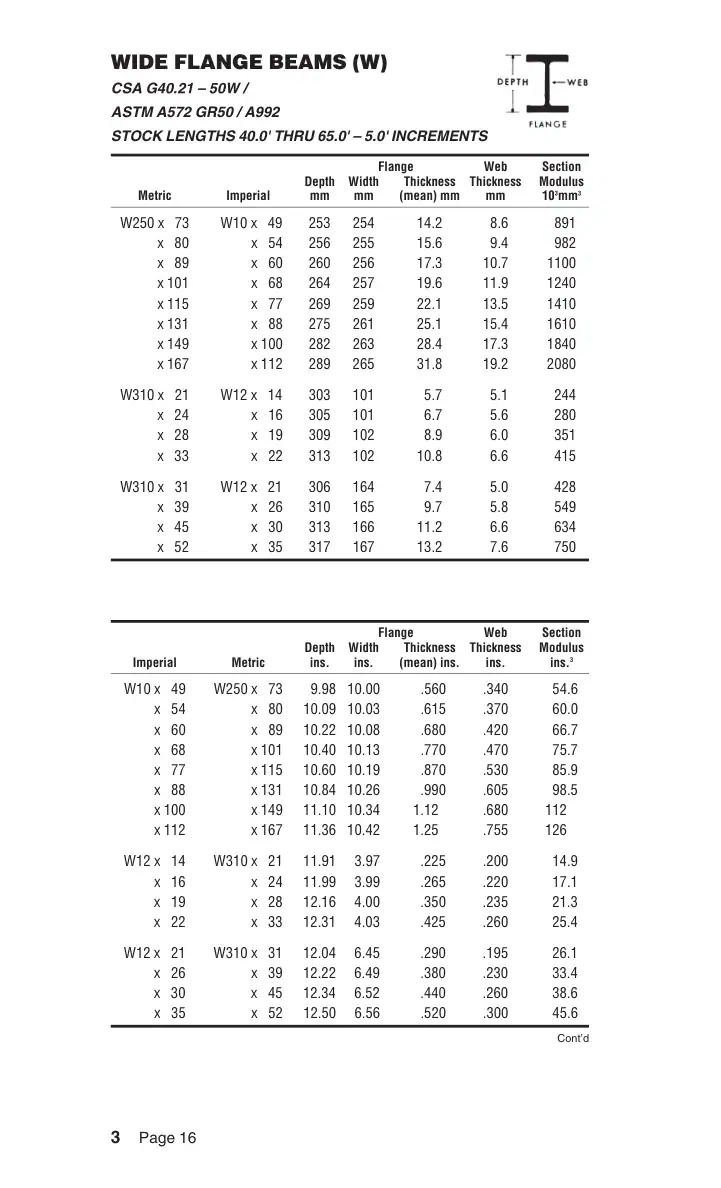 WIDE FLANGE BEAMS (W)
CSA G40.21 – 50W /
ASTM A572 GR50 / A992
STOCK LENGTHS 40.0' THRU 65.0' – 5.0' INCREMENTS
DEPTH WEB
FLANGE
Flange Web Section
Depth Width Thickness Thickness Modulus
Metric Imperial mm mm (mean) mm mm 10³mm³
W250 x 73 W10 x 49 253 254 14.2 8.6 891
x 80 x 54 256 255 15.6 9.4 982
x 89 x 60 260 256 17.3 10.7 1100
x 101 x 68 264 257 19.6 11.9 1240
x 115 x 77 269 259 22.1 13.5 1410
x 131 x 88 275 261 25.1 15.4 1610
x 149 x 100 282 263 28.4 17.3 1840
x 167 x 112 289 265 31.8 19.2 2080
W310 x 21 W12 x 14 303 101 5.7 5.1 244
x 24 x 16 305 101 6.7 5.6 280
x 28 x 19 309 102 8.9 6.0 351
x 33 x 22 313 102 10.8 6.6 415
W310 x 31 W12 x 21 306 164 7.4 5.0 428
x 39 x 26 310 165 9.7 5.8 549
x 45 x 30 313 166 11.2 6.6 634
x 52 x 35 317 167 13.2 7.6 750
Flange Web Section
Depth Width Thickness Thickness Modulus
Imperial Metric ins. ins. (mean) ins. ins. ins.³
W10 x 49 W250 x 73 9.98 10.00 .560 .340 54.6
x 54 x 80 10.09 10.03 .615 .370 60.0
x 60 x 89 10.22 10.08 .680 .420 66.7
x 68 x 101 10.40 10.13 .770 .470 75.7
x 77 x 115 10.60 10.19 .870 .530 85.9
x 88 x 131 10.84 10.26 .990 .605 98.5
x 100 x 149 11.10 10.34 1.12 .680 112
x 112 x 167 11.36 10.42 1.25 .755 126
W12 x 14 W310 x 21 11.91 3.97 .225 .200 14.9
x 16 x 24 11.99 3.99 .265 .220 17.1
x 19 x 28 12.16 4.00 .350 .235 21.3
x 22 x 33 12.31 4.03 .425 .260 25.4
W12 x 21 W310 x 31 12.04 6.45 .290 .195 26.1
x 26 x 39 12.22 6.49 .380 .230 33.4
x 30 x 45 12.34 6.52 .440 .260 38.6
x 35 x 52 12.50 6.56 .520 .300 45.6
Cont'd
3 Page 16